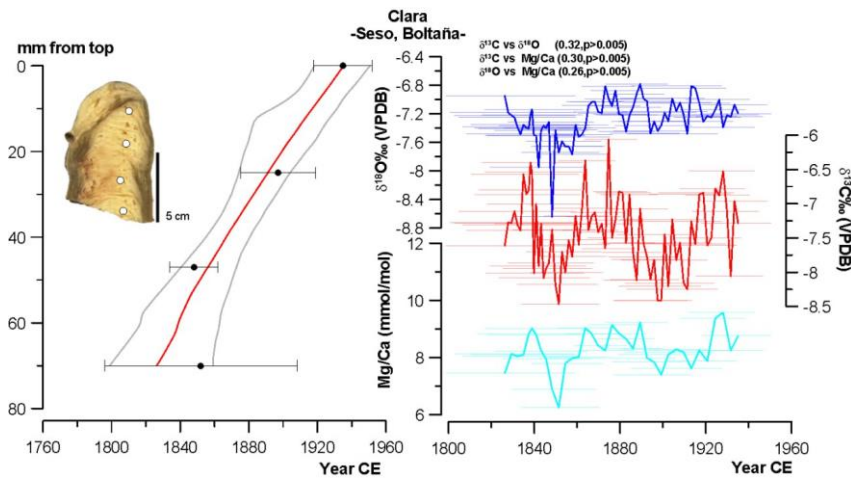 Clara
-Seso, Boltaña-
mm from top
0
20
40
60
80
1760
1800
1840
1880
1920
1960
Year CE
5 cm
δ¹³C vs δ¹⁸O (0.32,p>0.005)
δ¹³C vs Mg/Ca (0.30,p>0.005)
δ¹⁸O vs Mg/Ca (0.26,p>0.005)
-6.4
-6.8
-7.2
-7.6
-8
-8.4
-8.8
δ¹⁸O‰ (VPDB)
12
10
8
6
Mg/Ca (mmol/mol)
-6
-6.5
-7
-7.5
-8
-8.5
δ¹³C‰ (VPDB)
1800
1840
1880
1920
1960
Year CE